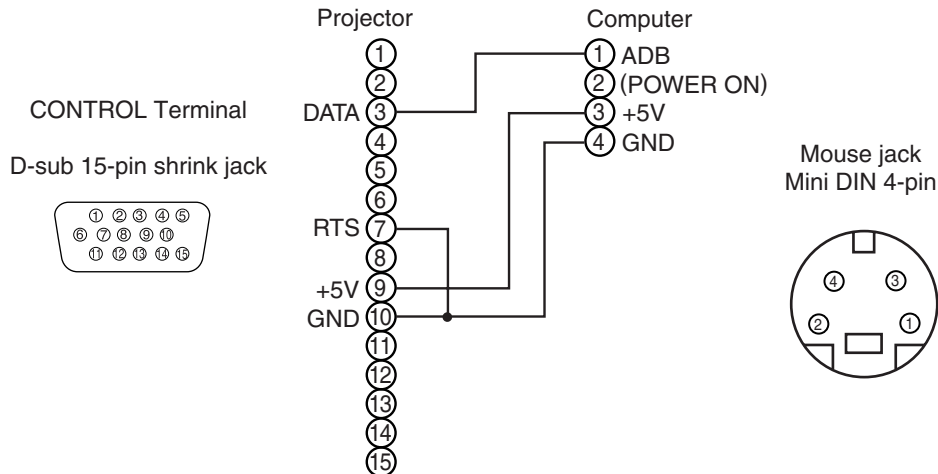 Projector
Computer
CONTROL Terminal
D-sub 15-pin shrink jack
① ② ③ ④ ⑤
⑥ ⑦ ⑧ ⑨ ⑩
⑪ ⑫ ⑬ ⑭ ⑮
①
②
DATA ③
④
⑤
⑥
RTS ⑦
⑧
+5V ⑨
GND ⑩
⑪
⑫
⑬
⑭
⑮
① ADB
② (POWER ON)
③ +5V
④ GND
Mouse jack
Mini DIN 4-pin
④ ③
② ①